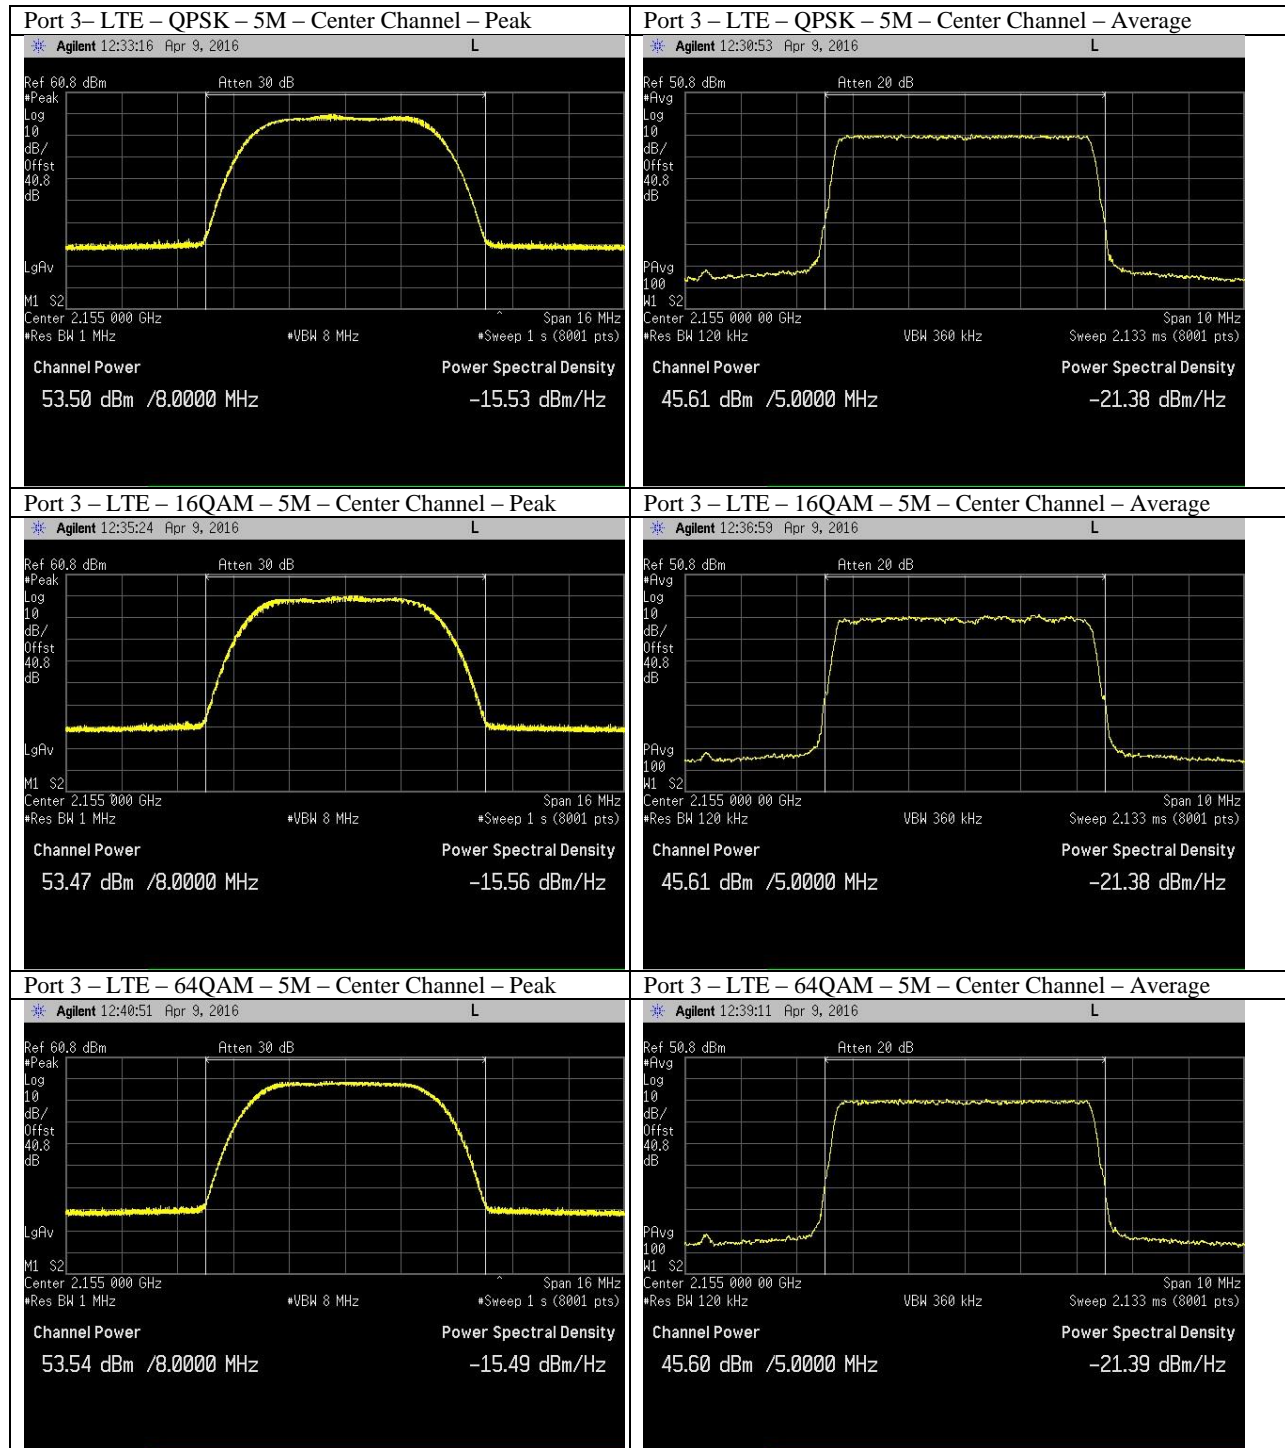 Port 3– LTE – QPSK – 5M – Center Channel – Peak
Agilent 12:33:16 Apr 9, 2016 L
Ref 60.8 dBm Atten 30 dB
#Peak
Log
10
dB/
Offst
40.8
dB
LgAv
M1 S2
Center 2.155 000 GHz Span 16 MHz
#Res BW 1 MHz #VBW 8 MHz #Sweep 1 s (8001 pts)
Channel Power Power Spectral Density
53.50 dBm /8.0000 MHz -15.53 dBm/Hz
Port 3 – LTE – QPSK – 5M – Center Channel – Average
Agilent 12:30:53 Apr 9, 2016 L
Ref 50.8 dBm Atten 20 dB
#Avg
Log
10
dB/
Offst
40.8
dB
PAvg
100
W1 S2
Center 2.155 000 00 GHz Span 10 MHz
#Res BW 120 kHz VBW 360 kHz Sweep 2.133 ms (8001 pts)
Channel Power Power Spectral Density
45.61 dBm /5.0000 MHz -21.38 dBm/Hz
Port 3 – LTE – 16QAM – 5M – Center Channel – Peak
Agilent 12:35:24 Apr 9, 2016 L
Ref 60.8 dBm Atten 30 dB
#Peak
Log
10
dB/
Offst
40.8
dB
LgAv
M1 S2
Center 2.155 000 GHz Span 16 MHz
#Res BW 1 MHz #VBW 8 MHz #Sweep 1 s (8001 pts)
Channel Power Power Spectral Density
53.47 dBm /8.0000 MHz -15.56 dBm/Hz
Port 3 – LTE – 16QAM – 5M – Center Channel – Average
Agilent 12:36:59 Apr 9, 2016 L
Ref 50.8 dBm Atten 20 dB
#Avg
Log
10
dB/
Offst
40.8
dB
PAvg
100
W1 S2
Center 2.155 000 00 GHz Span 10 MHz
#Res BW 120 kHz VBW 360 kHz Sweep 2.133 ms (8001 pts)
Channel Power Power Spectral Density
45.61 dBm /5.0000 MHz -21.38 dBm/Hz
Port 3 – LTE – 64QAM – 5M – Center Channel – Peak
Agilent 12:40:51 Apr 9, 2016 L
Ref 60.8 dBm Atten 30 dB
#Peak
Log
10
dB/
Offst
40.8
dB
LgAv
M1 S2
Center 2.155 000 GHz Span 16 MHz
#Res BW 1 MHz #VBW 8 MHz #Sweep 1 s (8001 pts)
Channel Power Power Spectral Density
53.54 dBm /8.0000 MHz -15.49 dBm/Hz
Port 3 – LTE – 64QAM – 5M – Center Channel – Average
Agilent 12:39:11 Apr 9, 2016 L
Ref 50.8 dBm Atten 20 dB
#Avg
Log
10
dB/
Offst
40.8
dB
PAvg
100
W1 S2
Center 2.155 000 00 GHz Span 10 MHz
#Res BW 120 kHz VBW 360 kHz Sweep 2.133 ms (8001 pts)
Channel Power Power Spectral Density
45.60 dBm /5.0000 MHz -21.39 dBm/Hz